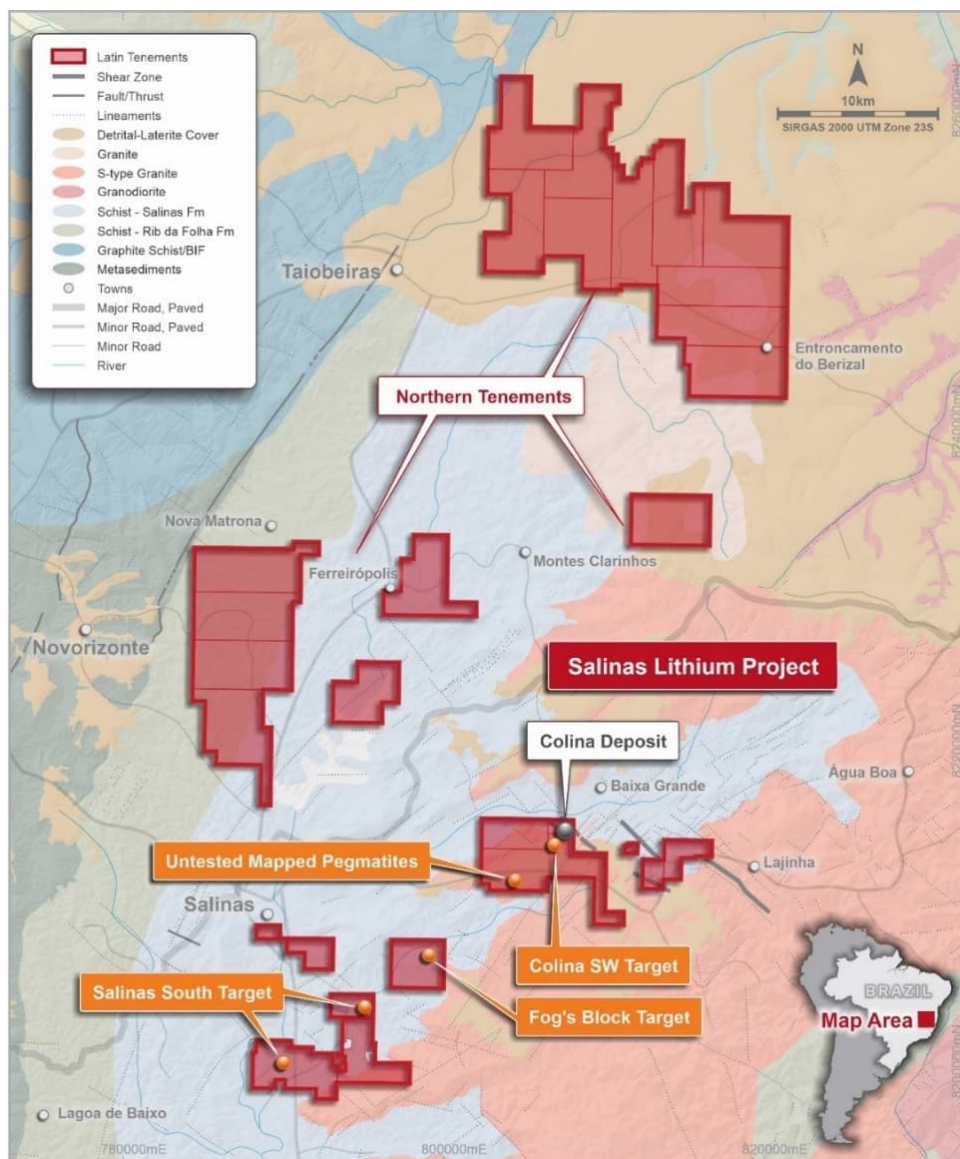 Latin Tenements
Shear Zone
Fault/Thrust
Lineaments
Detrital-Laterite Cover
Granite
S-type Granite
Granodiorite
Schist - Salinas Fm
Schist - Rib da Folha Fm
Graphite Schist/BIF
Metasediments
Towns
Major Road, Paved
Minor Road, Paved
Minor Road
River
N
10km
SIRGAS 2000 UTM Zone 23S
8260000mN
Taiobeiras
Entroncamento
do Berizal
Northern Tenements
8240000mN
Nova Matrona
Ferreirópolis
Montes Clarinhos
Novorizonte
Salinas Lithium Project
Colina Deposit
8220000mN
Baixa Grande
Água Boa
Untested Mapped Pegmatites
Lajinha
Salinas
Colina SW Target
Salinas South Target
Fog's Block Target
BRAZIL
Map Area
Lagoa de Baixo
8200000mN
780000mE
800000mE
820000mE